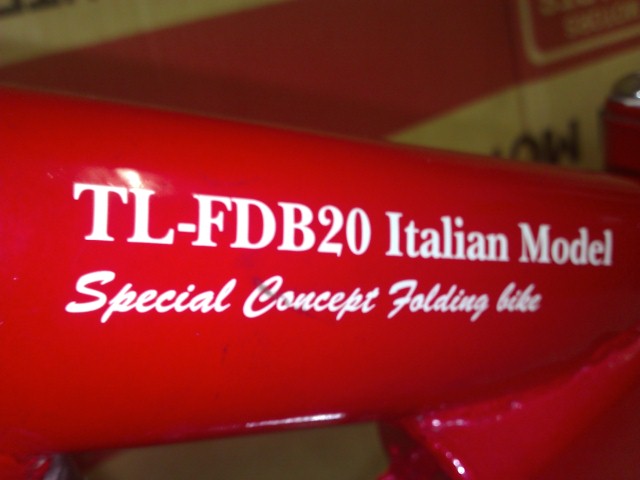 TL-FDB20 Italian Model
Special Concept Folding bike